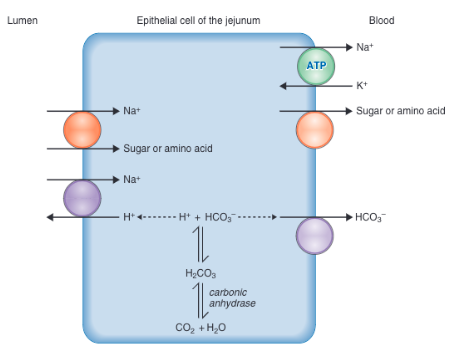 Lumen
Epithelial cell of the jejunum
Blood
Na⁺
ATP
K⁺
Na⁺
Sugar or amino acid
Sugar or amino acid
Na⁺
H⁺ H⁺ + HCO₃⁻ HCO₃⁻
H₂CO₃
carbonic
anhydrase
CO₂ + H₂O